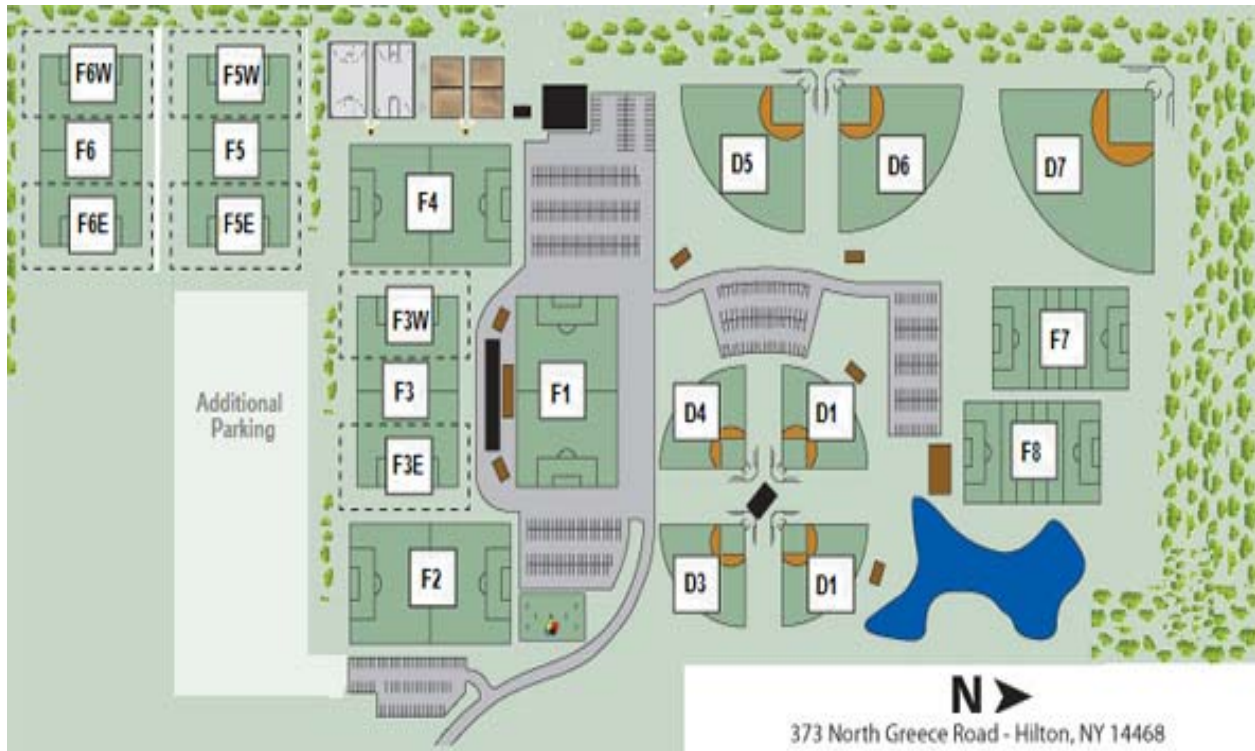 F6W
F5W
F6
F5
F6E
F5E
F4
D5
D6
D7
F3W
F3
F3E
F1
F7
F8
D4
D1
Additional
Parking
F2
D3
D1
N
373 North Greece Road - Hilton, NY 14468